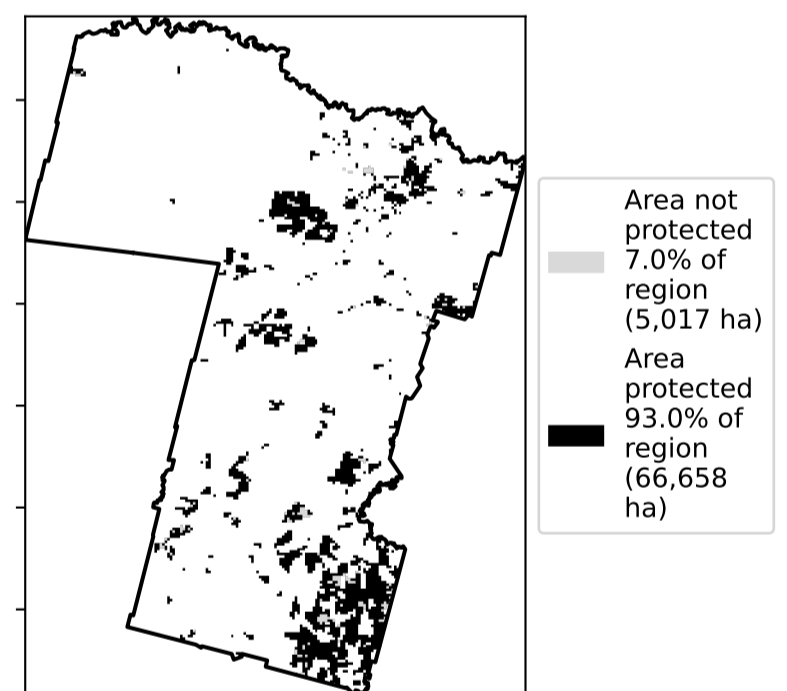 Area not
protected
7.0% of
region
(5,017 ha)
Area
protected
93.0% of
region
(66,658
ha)